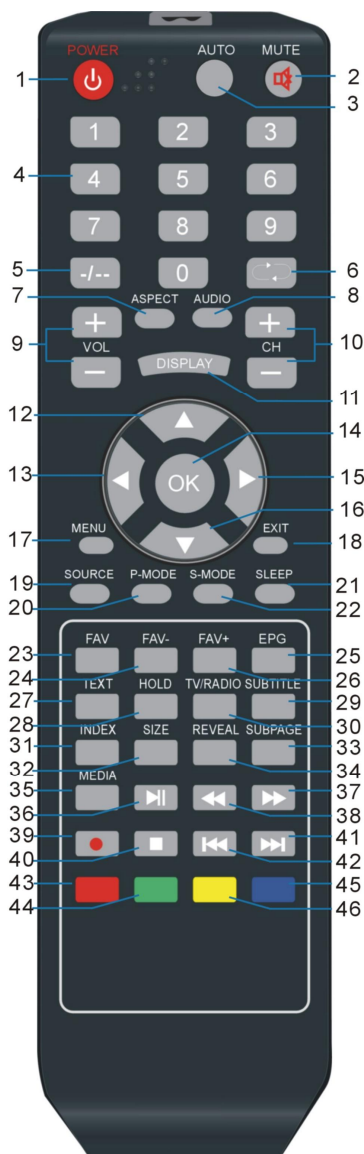 POWER AUTO MUTE
1 2
3
1 2 3
4 4 5 6
7 8 9
5 -/-- 0 6
7 ASPECT AUDIO 8
+ +
9 VOL CH 10
− −
DISPLAY
11
12
14
13 OK 15
16
17 MENU EXIT 18
19 SOURCE P-MODE S-MODE SLEEP 21
20 22
23 FAV FAV- FAV+ EPG 25
24 26
27 TEXT HOLD TV/RADIO SUBTITLE 29
28 30
31 INDEX SIZE REVEAL SUBPAGE 33
32 34
35 MEDIA 37
36 38
39 41
40 42
43 45
44 46